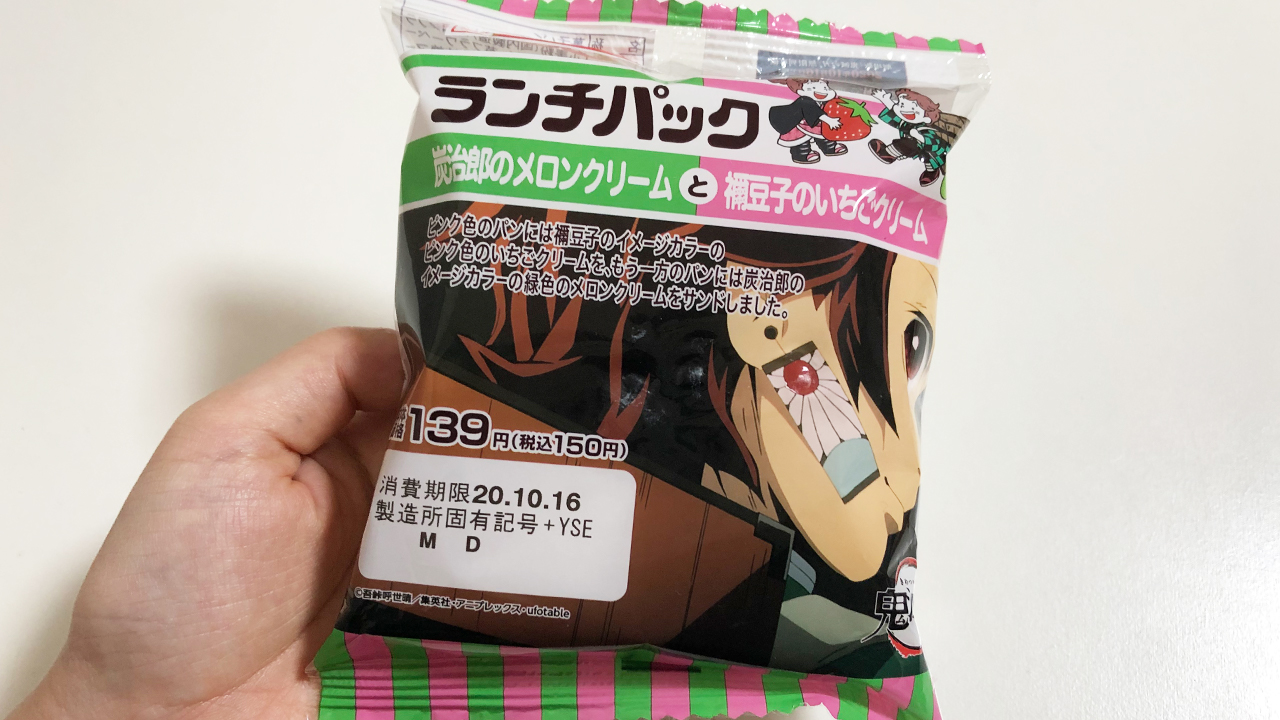 ランチパック
炭治郎のメロンクリーム と 禰豆子のいちごクリーム
ピンク色のパンには禰豆子のイメージカラーの
ピンク色のいちごクリームを、もう一方のパンには炭治郎の
イメージカラーの緑色のメロンクリームをサンドしました。
139円(税込150円)
消費期限20.10.16
製造所固有記号+YSE
M D
©吾峠呼世晴/集英社・アニプレックス・ufotable
鬼